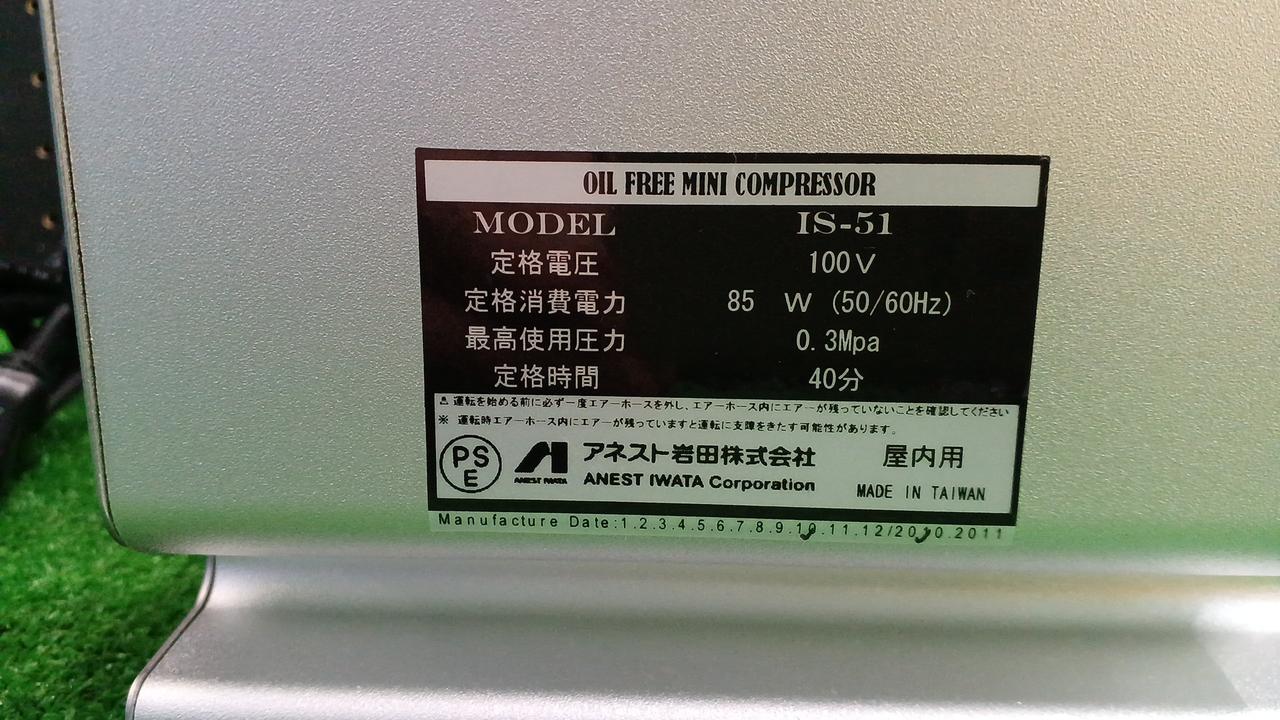 OIL FREE MINI COMPRESSOR
MODEL IS-51
定格電圧 100V
定格消費電力 85 W (50/60Hz)
最高使用圧力 0.3Mpa
定格時間 40分
⚠ 運転を始める前に必ず一度エアーホースを外し、エアーホース内にエアーが残っていないことを確認してください
※ 運転時エアーホース内にエアーが残っていますと運転に支障をきたす可能性があります。
PS
E
ANEST IWATA
アネスト岩田株式会社 屋内用
ANEST IWATA Corporation MADE IN TAIWAN
Manufacture Date:1.2.3.4.5.6.7.8.9.10.11.12/2010.2011